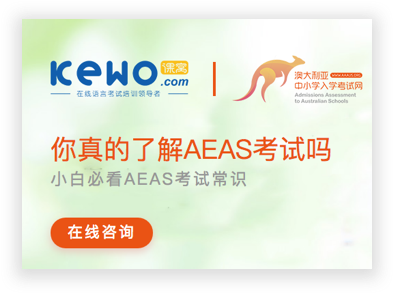 KeWO 课窝
.com
在线语言考试培训领导者
澳大利亚
中小学入学考试网
Admissions Assessment
to Australian Schools
你真的了解AEAS考试吗
小白必看AEAS考试常识
在线咨询